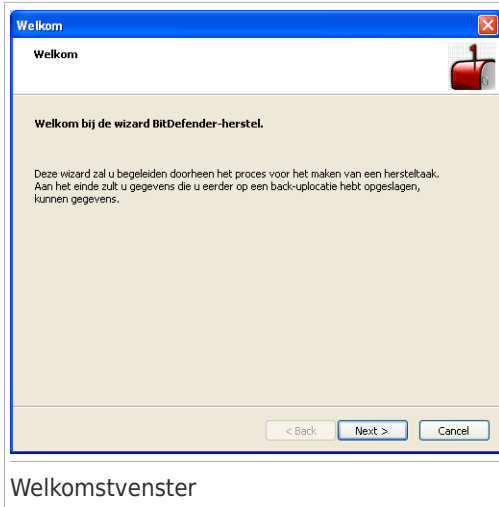 Welkom
Welkom
Welkom bij de wizard BitDefender-herstel.
Deze wizard zal u begeleiden doorheen het proces voor het maken van een hersteltaak.
Aan het einde zult u gegevens die u eerder op een back-uplocatie hebt opgeslagen,
kunnen gegevens.
< Back Next > Cancel
Welkomstvenster